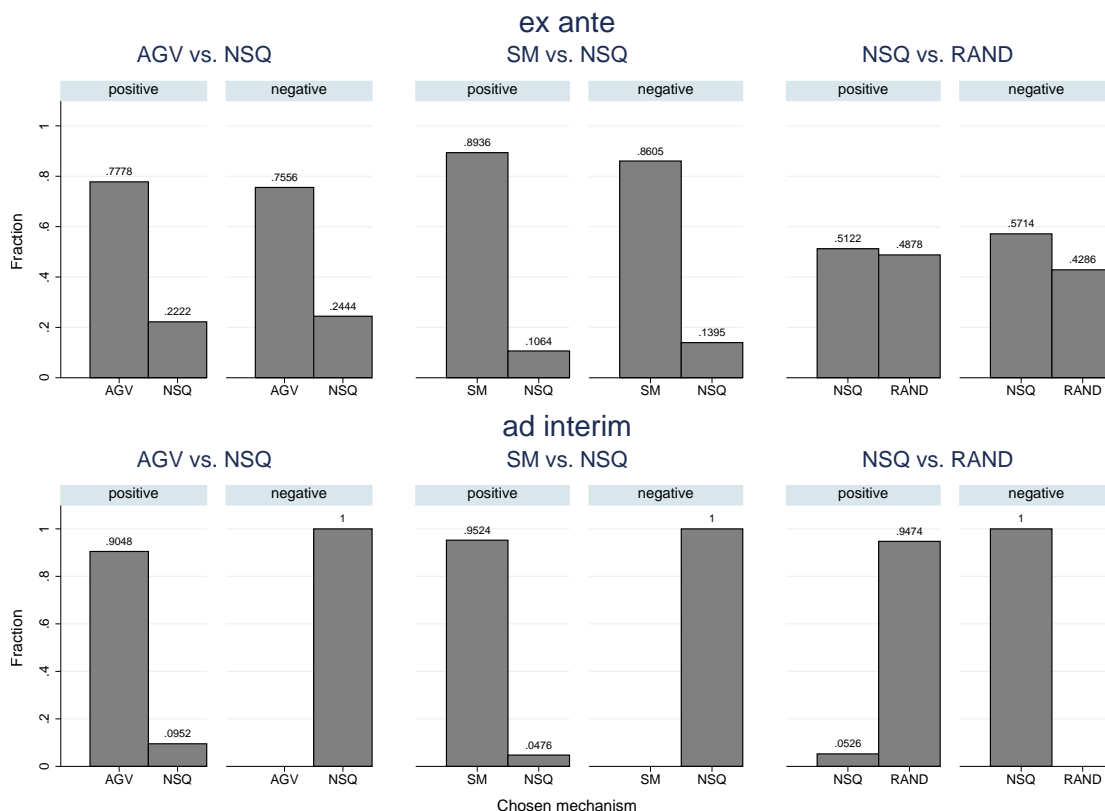 ex ante
AGV vs. NSQ SM vs. NSQ NSQ vs. RAND
positive negative positive negative positive negative
Fraction
0 .2 .4 .6 .8 1
.7778 .2222 .7556 .2444 .8936 .1064 .8605 .1395 .5122 .4878 .5714 .4286
AGV NSQ AGV NSQ SM NSQ SM NSQ NSQ RAND NSQ RAND
ad interim
AGV vs. NSQ SM vs. NSQ NSQ vs. RAND
positive negative positive negative positive negative
Fraction
0 .2 .4 .6 .8 1
.9048 .0952 1 .9524 .0476 1 .0526 .9474 1
AGV NSQ AGV NSQ SM NSQ SM NSQ NSQ RAND NSQ RAND
Chosen mechanism